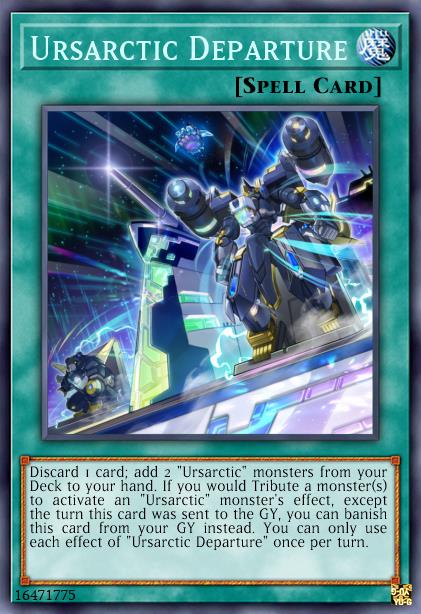 URSARCTIC DEPARTURE
[SPELL CARD]
Discard 1 card; add 2 "Ursarctic" monsters from your
Deck to your hand. If you would Tribute a monster(s)
to activate an "Ursarctic" monster's effect, except
the turn this card was sent to the GY, you can banish
this card from your GY instead. You can only use
each effect of "Ursarctic Departure" once per turn.
16471775